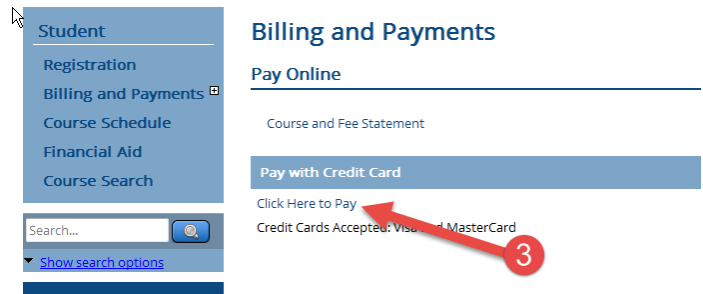 Student
Registration
Billing and Payments
Course Schedule
Financial Aid
Course Search
Search...
Show search options
Billing and Payments
Pay Online
Course and Fee Statement
Pay with Credit Card
Click Here to Pay
Credit Cards Accepted: Visa and MasterCard
3